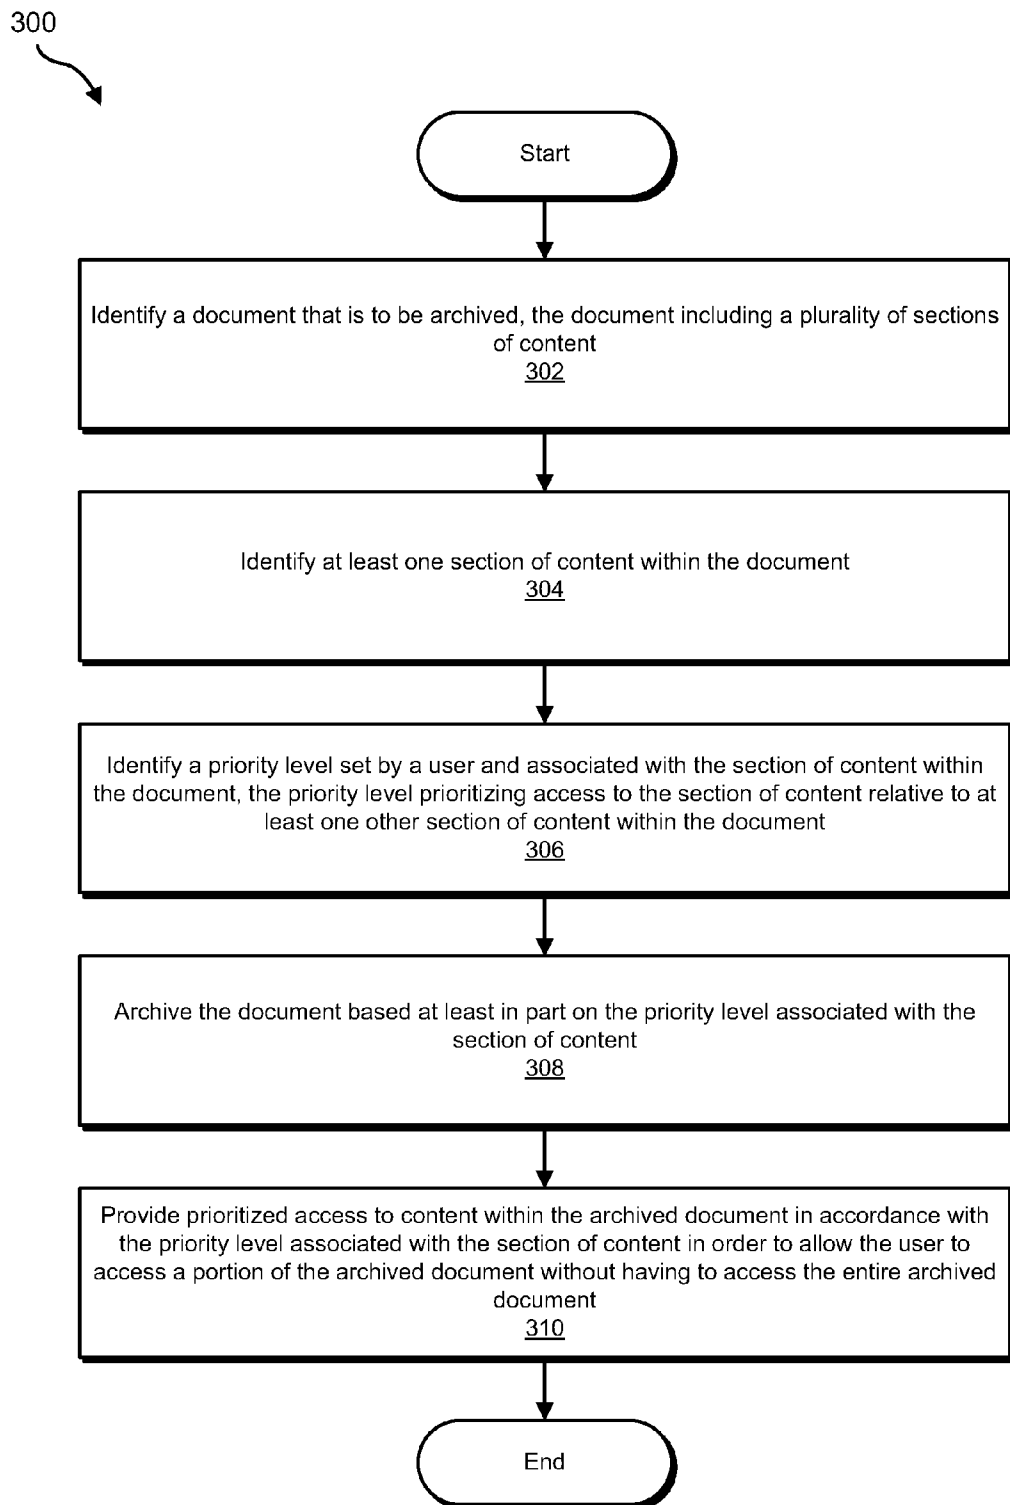 300
Start
Identify a document that is to be archived, the document including a plurality of sections
of content
302
Identify at least one section of content within the document
304
Identify a priority level set by a user and associated with the section of content within
the document, the priority level prioritizing access to the section of content relative to at
least one other section of content within the document
306
Archive the document based at least in part on the priority level associated with the
section of content
308
Provide prioritized access to content within the archived document in accordance with
the priority level associated with the section of content in order to allow the user to
access a portion of the archived document without having to access the entire archived
document
310
End